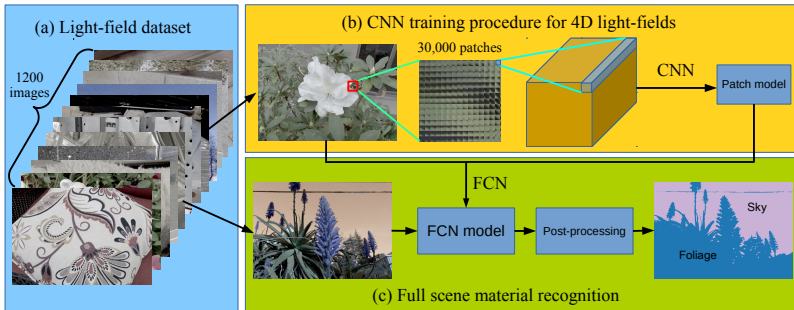 (a) Light-field dataset
1200
images
(b) CNN training procedure for 4D light-fields
30,000 patches
CNN
Patch model
FCN
FCN model
Post-processing
Sky
Foliage
(c) Full scene material recognition